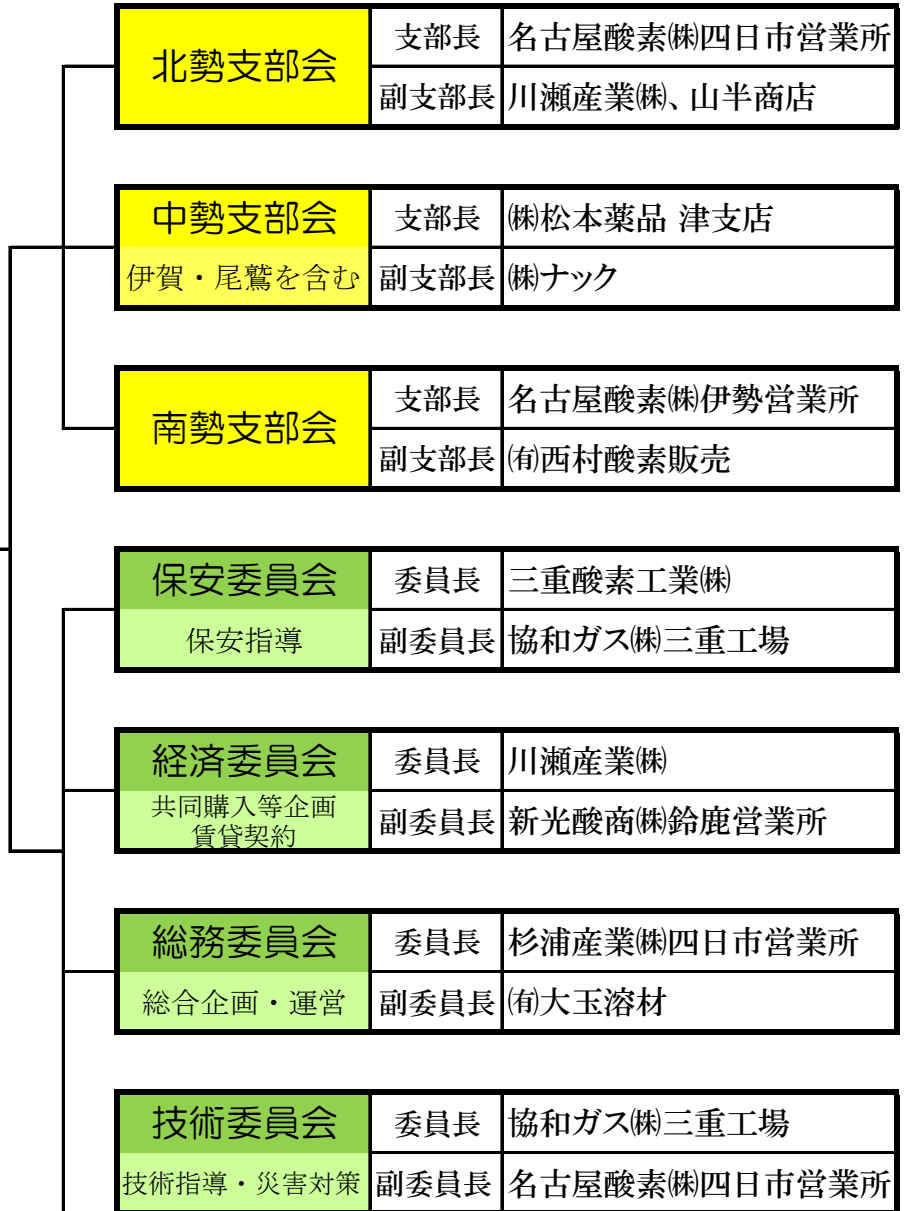 北勢支部会
支部長 名古屋酸素㈱四日市営業所
副支部長 川瀬産業㈱、山半商店
中勢支部会 支部長 ㈱松本薬品 津支店
伊賀・尾鷲を含む 副支部長 ㈱ナック
南勢支部会
支部長 名古屋酸素㈱伊勢営業所
副支部長 ㈲西村酸素販売
保安委員会 委員長 三重酸素工業㈱
保安指導 副委員長 協和ガス㈱三重工場
経済委員会 委員長 川瀬産業㈱
共同購入等企画
賃貸契約
副委員長 新光酸商㈱鈴鹿営業所
総務委員会 委員長 杉浦産業㈱四日市営業所
総合企画・運営 副委員長 ㈲大玉溶材
技術委員会 委員長 協和ガス㈱三重工場
技術指導・災害対策 副委員長 名古屋酸素㈱四日市営業所